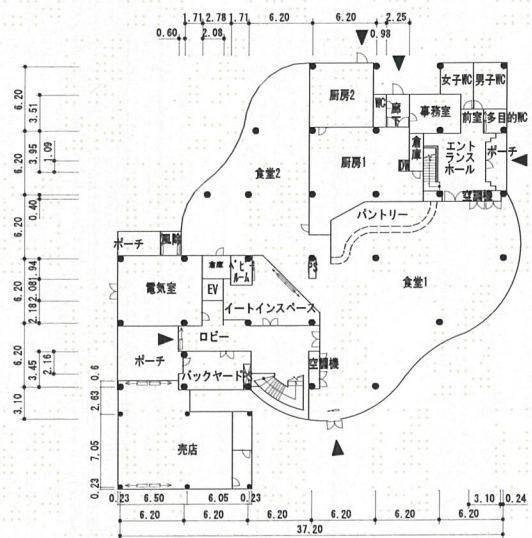 1.71 2.78 1.71 6.20 6.20 2.25
0.60 2.08 0.98
6.20 6.20 6.20 6.20 6.20 3.10
3.51 3.95 1.09 0.40 1.94 2.08 2.18 2.16 3.45 0.6 2.63 7.05 0.23
女子WC 男子WC
厨房2
WC
廊下
事務室
前室
多目的WC
倉庫
エントランスホール
ポーチ
食堂2
厨房1
DW
空調機
パントリー
ポーチ
風除
電気室
倉庫
ベビールーム
PS
EV
イートインスペース
食堂1
ロビー
ポーチ
バックヤード
空調機
売店
0.23 6.50 6.05 0.23
3.10 0.24
6.20 6.20 6.20 6.20 6.20 6.20
37.20